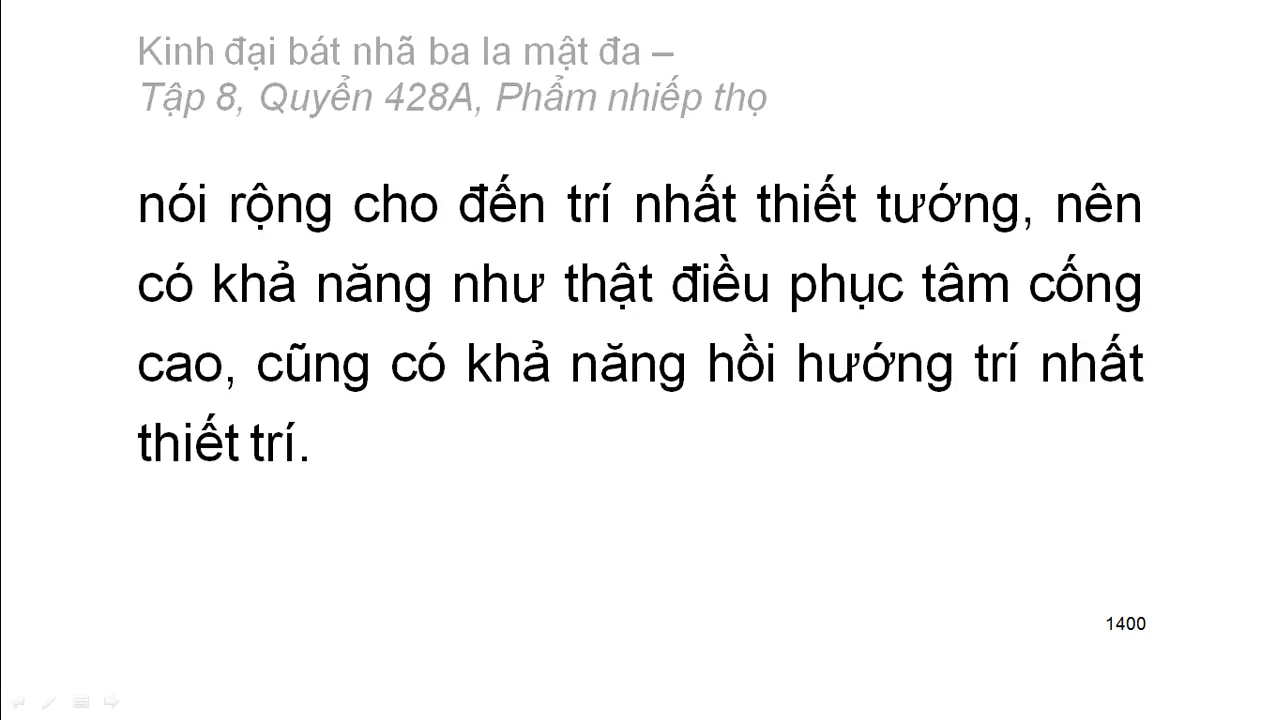 Kinh đại bát nhã ba la mật đa –
Tập 8, Quyển 428A, Phẩm nhiếp thọ
nói rộng cho đến trí nhất thiết tướng, nên
có khả năng như thật điều phục tâm cống
cao, cũng có khả năng hồi hướng trí nhất
thiết trí.
1400